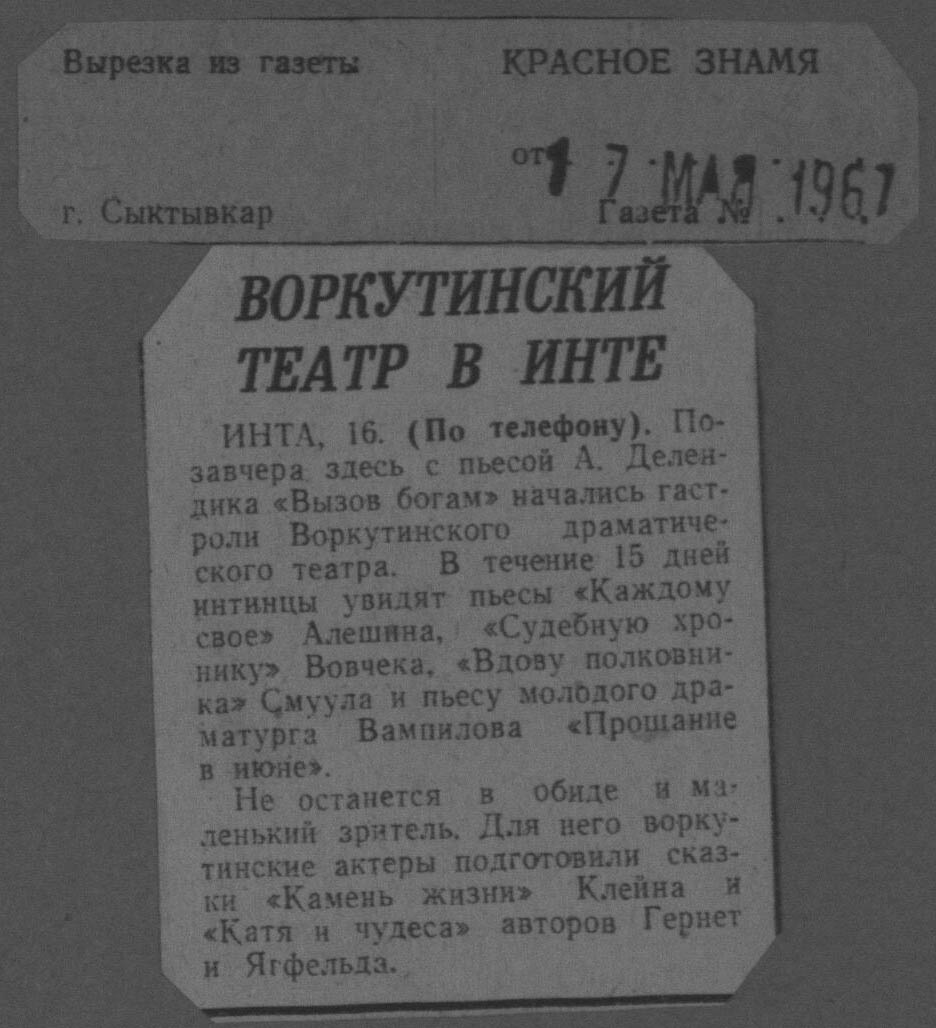 Вырезка из газеты
КРАСНОЕ ЗНАМЯ
от 17 МАЯ 1967
г. Сыктывкар
Газета №
ВОРКУТИНСКИЙ
ТЕАТР В ИНТЕ
ИНТА, 16. (По телефону). По-
завчера здесь с пьесой А. Делен-
дика «Вызов богам» начались гаст-
роли Воркутинского драматиче-
ского театра. В течение 15 дней
интинцы увидят пьесы «Каждому
свое» Алешина, «Судебную хро-
нику» Вовчека, «Вдову полковни-
ка» Смуула и пьесу молодого дра-
матурга Вампилова «Прощание
в июне».
Не останется в обиде и ма-
ленький зритель. Для него ворку-
тинские актеры подготовили сказ-
ки «Камень жизни» Клейна и
«Катя и чудеса» авторов Гернет
и Ягфельда.